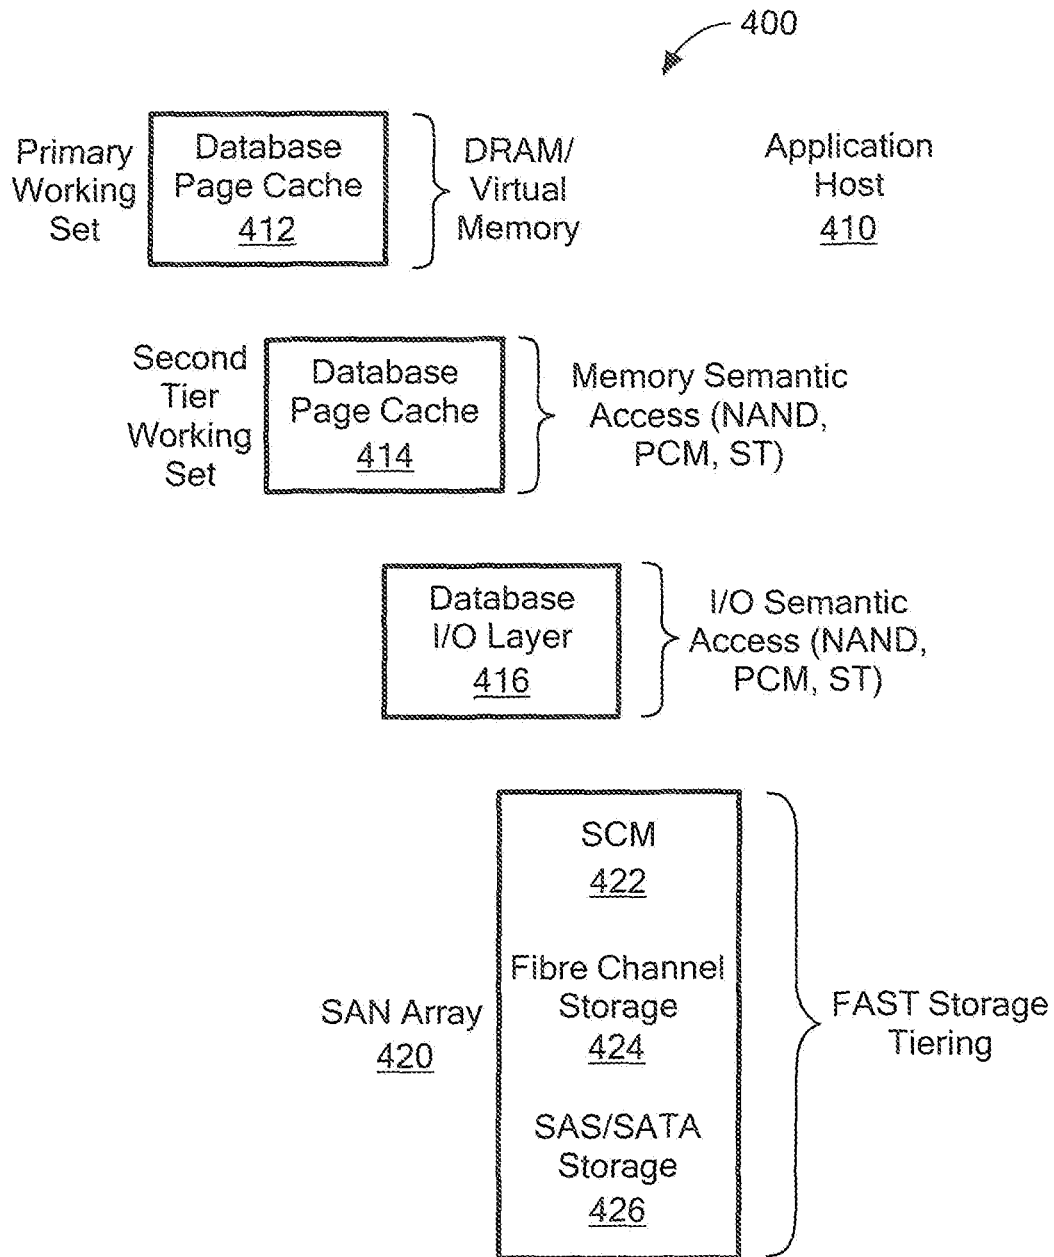 400
Primary
Working
Set
Database
Page Cache
412
DRAM/
Virtual
Memory
Application
Host
410
Second
Tier
Working
Set
Database
Page Cache
414
Memory Semantic
Access (NAND,
PCM, ST)
Database
I/O Layer
416
I/O Semantic
Access (NAND,
PCM, ST)
SAN Array
420
SCM
422
Fibre Channel
Storage
424
SAS/SATA
Storage
426
FAST Storage
Tiering